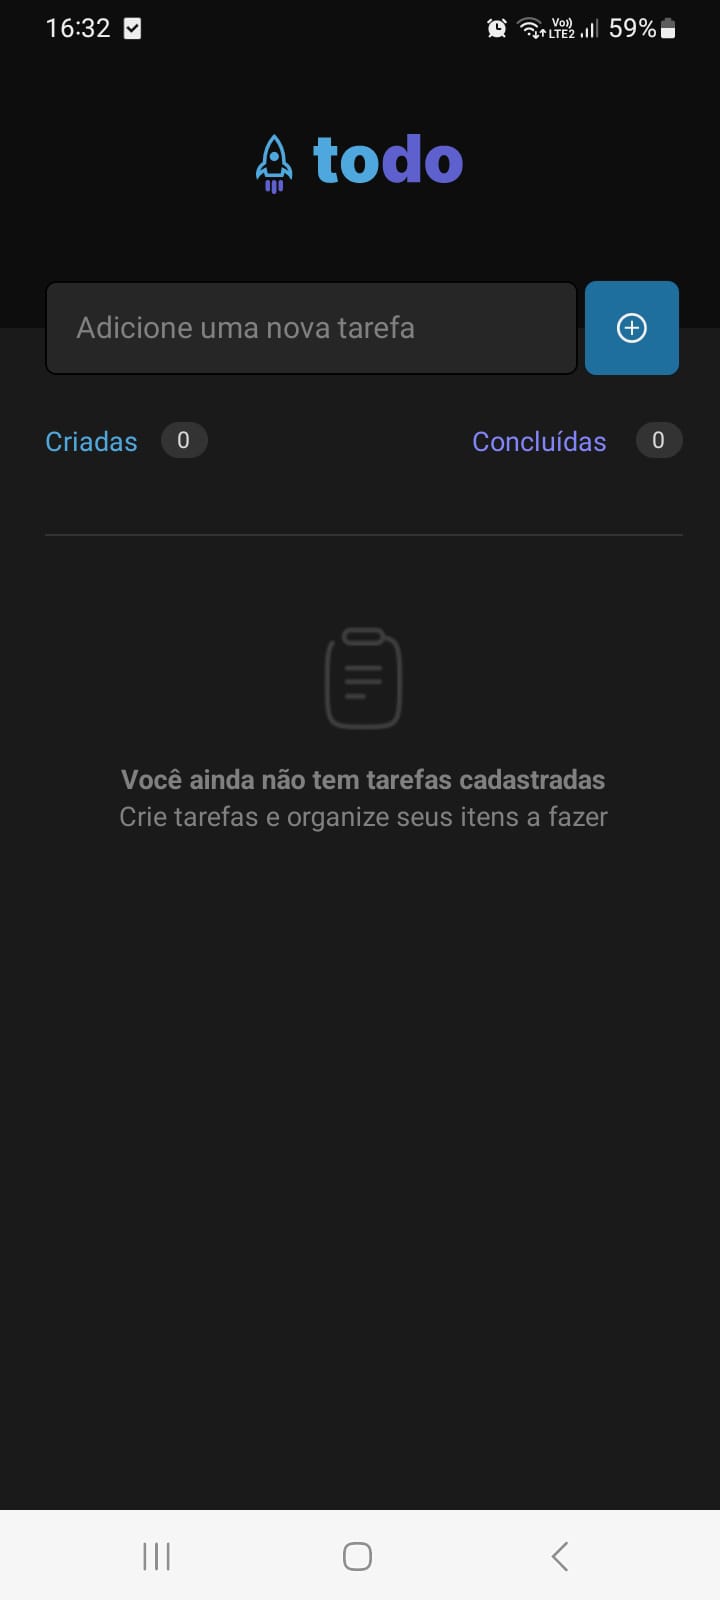 16:32 Vo)) LTE2 59%
todo
Adicione uma nova tarefa
Criadas 0 Concluídas 0
Você ainda não tem tarefas cadastradas
Crie tarefas e organize seus itens a fazer